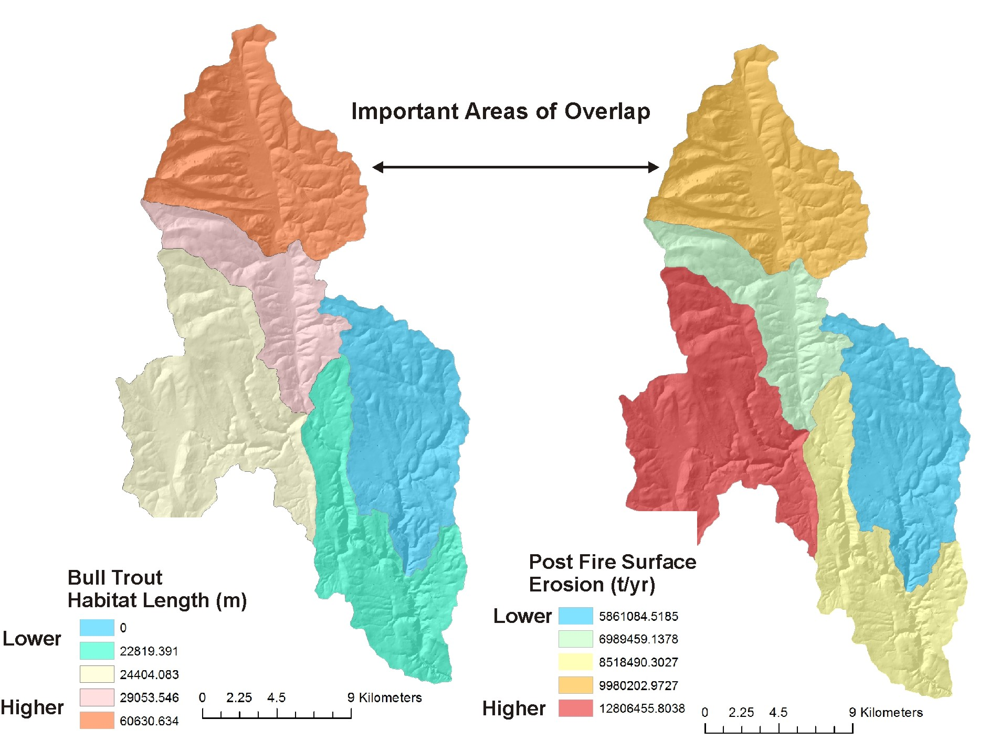 Important Areas of Overlap
Bull Trout
Habitat Length (m)
Lower
Higher
0
22819.391
24404.083
29053.546
60630.634
0 2.25 4.5 9 Kilometers
Post Fire Surface
Erosion (t/yr)
Lower
Higher
5861084.5185
6989459.1378
8518490.3027
9980202.9727
12806455.8038
0 2.25 4.5 9 Kilometers